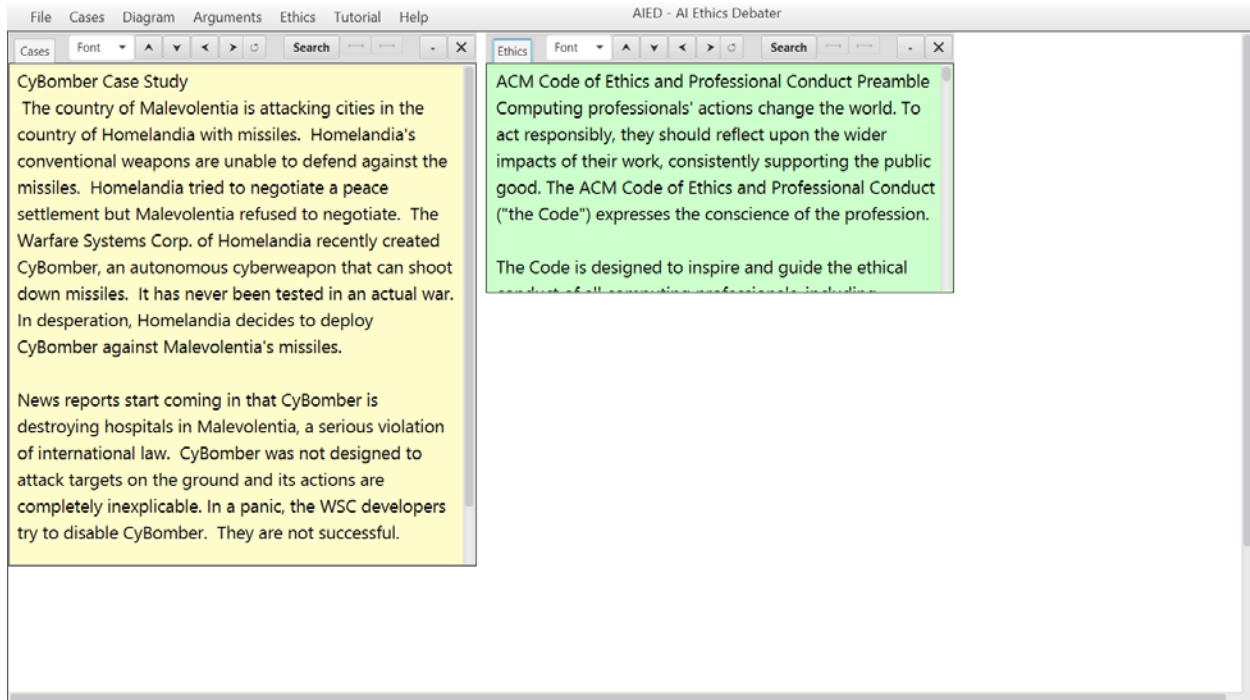 AIED - AI Ethics Debater
File Cases Diagram Arguments Ethics Tutorial Help
Cases Font Search - X
CyBomber Case Study
The country of Malevolentia is attacking cities in the
country of Homelandia with missiles. Homelandia's
conventional weapons are unable to defend against the
missiles. Homelandia tried to negotiate a peace
settlement but Malevolentia refused to negotiate. The
Warfare Systems Corp. of Homelandia recently created
CyBomber, an autonomous cyberweapon that can shoot
down missiles. It has never been tested in an actual war.
In desperation, Homelandia decides to deploy
CyBomber against Malevolentia's missiles.
News reports start coming in that CyBomber is
destroying hospitals in Malevolentia, a serious violation
of international law. CyBomber was not designed to
attack targets on the ground and its actions are
completely inexplicable. In a panic, the WSC developers
try to disable CyBomber. They are not successful.
Ethics Font Search - X
ACM Code of Ethics and Professional Conduct Preamble
Computing professionals' actions change the world. To
act responsibly, they should reflect upon the wider
impacts of their work, consistently supporting the public
good. The ACM Code of Ethics and Professional Conduct
("the Code") expresses the conscience of the profession.
The Code is designed to inspire and guide the ethical
conduct of all computing professionals, including